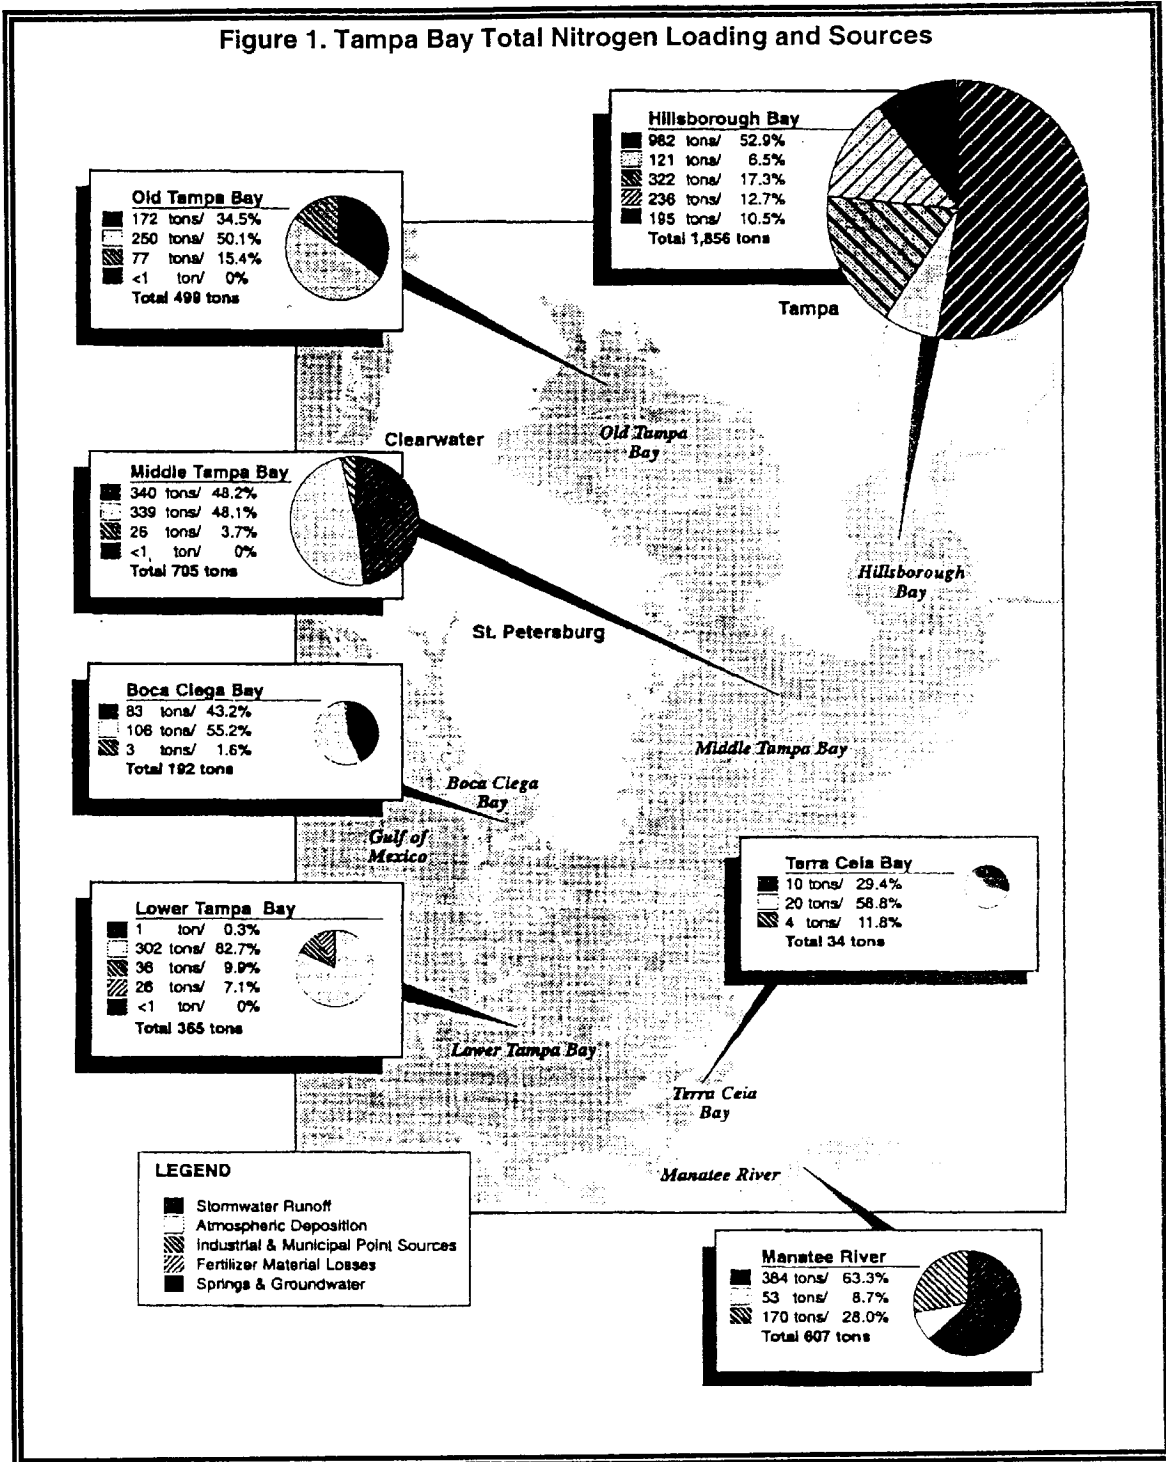 Figure 1. Tampa Bay Total Nitrogen Loading and Sources
Hillsborough Bay
982 tons/ 52.9%
121 tons/ 6.5%
322 tons/ 17.3%
236 tons/ 12.7%
195 tons/ 10.5%
Total 1,856 tons
Old Tampa Bay
172 tons/ 34.5%
250 tons/ 50.1%
77 tons/ 15.4%
<1 ton/ 0%
Total 499 tons
Tampa
Clearwater
Old Tampa
Bay
Middle Tampa Bay
340 tons/ 48.2%
339 tons/ 48.1%
26 tons/ 3.7%
<1 ton/ 0%
Total 705 tons
Hillsborough
Bay
St. Petersburg
Boca Ciega Bay
83 tons/ 43.2%
106 tons/ 55.2%
3 tons/ 1.6%
Total 192 tons
Middle Tampa Bay
Boca Ciega
Bay
Gulf of
Mexico
Terra Ceia Bay
10 tons/ 29.4%
20 tons/ 58.8%
4 tons/ 11.8%
Total 34 tons
Lower Tampa Bay
1 ton/ 0.3%
302 tons/ 82.7%
36 tons/ 9.9%
26 tons/ 7.1%
<1 ton/ 0%
Total 365 tons
Lower Tampa Bay
Terra Ceia
Bay
Manatee River
LEGEND
Stormwater Runoff
Atmospheric Deposition
Industrial & Municipal Point Sources
Fertilizer Material Losses
Springs & Groundwater
Manatee River
384 tons/ 63.3%
53 tons/ 8.7%
170 tons/ 28.0%
Total 607 tons